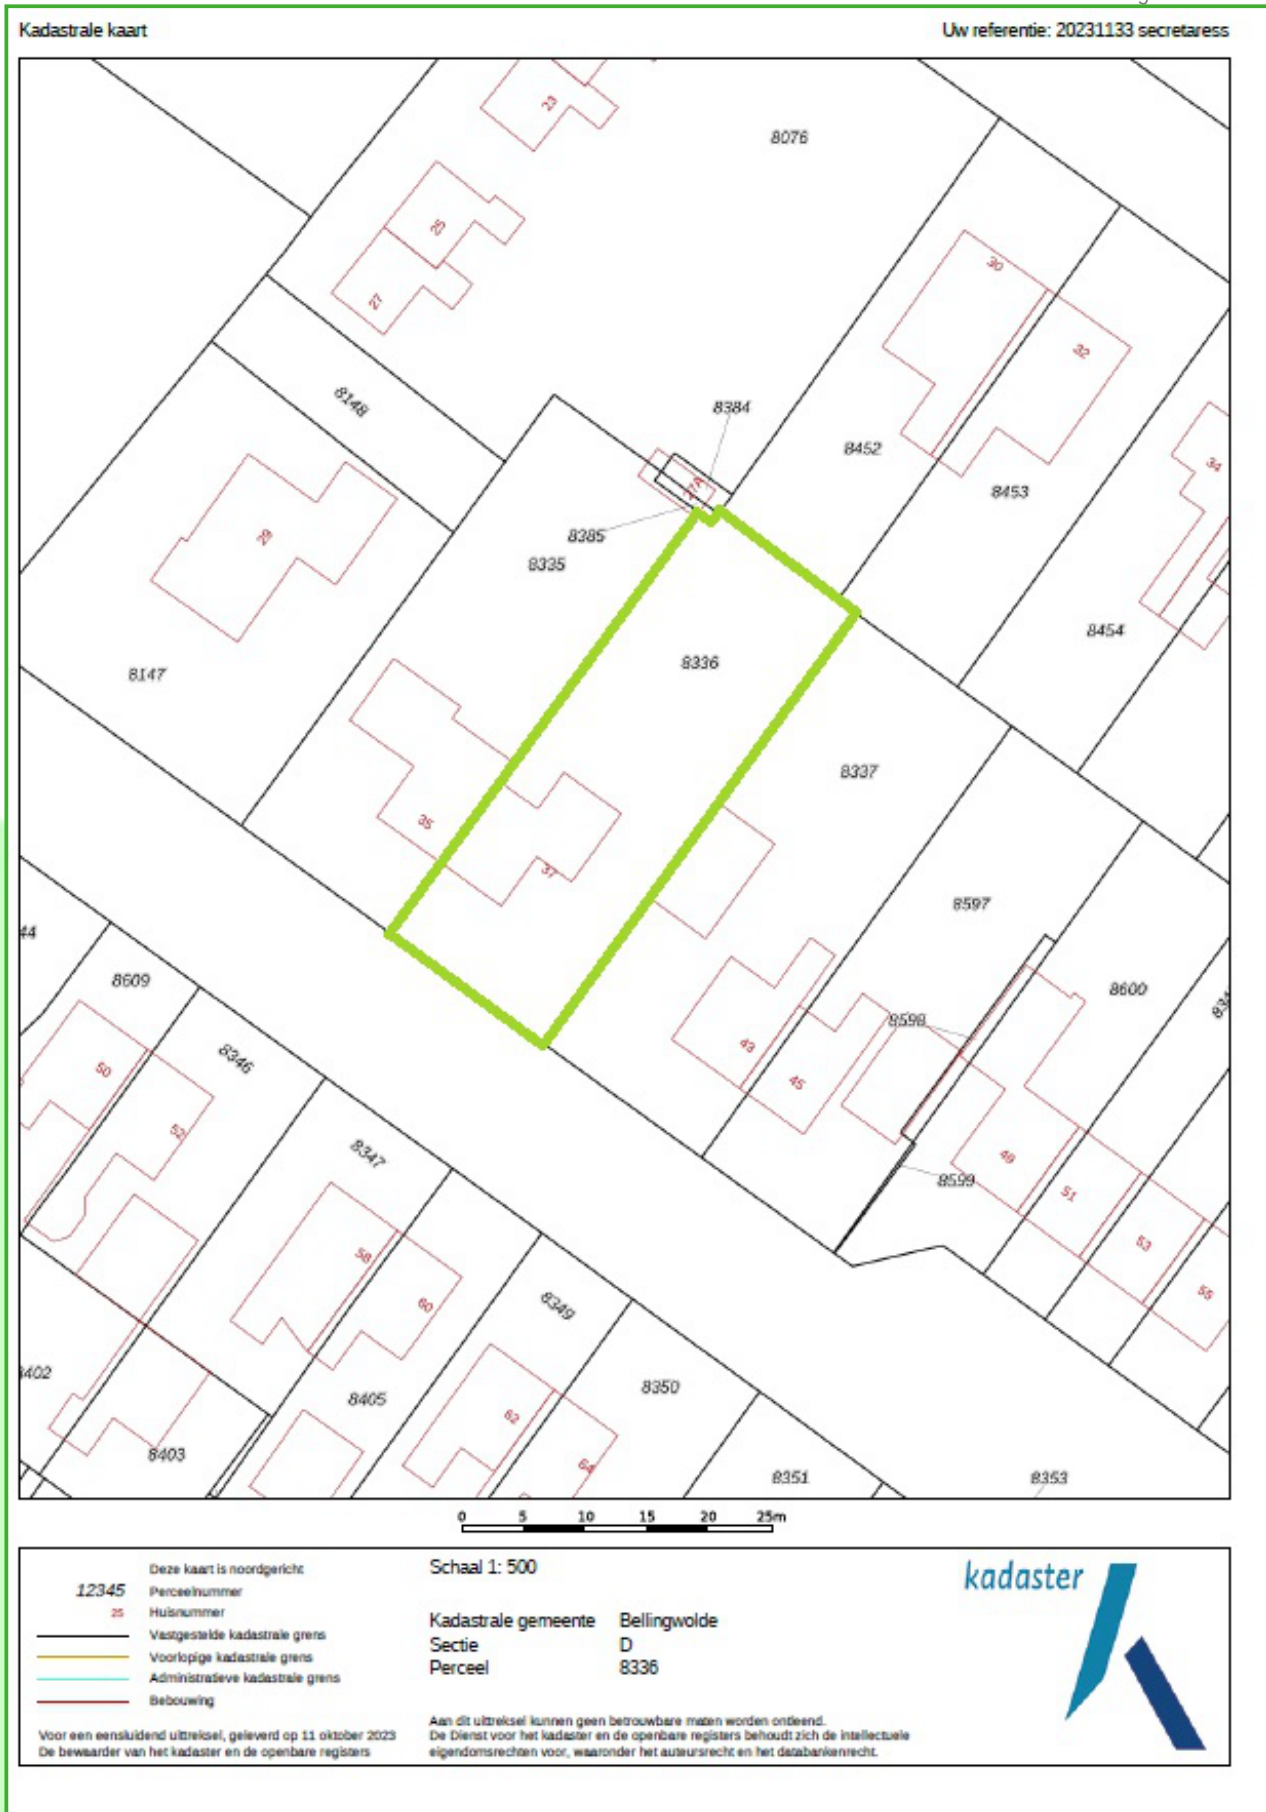 Kadastrale kaart
Uw referentie: 20231133 secretaress
23
8076
25
27
30
32
8148
8384
8452
34
8453
29
27A
8385
8335
8454
8336
8147
8337
35
37
8597
44
8609
8600
8598
8346
50
43
45
52
8347
49
8599
51
53
58
55
8349
60
8402
8350
8405
62
64
8403
8351
8353
0 5 10 15 20 25m
Deze kaart is noordgericht
12345 Perceelnummer
25 Huisnummer
Vastgestelde kadastrale grens
Voorlopige kadastrale grens
Administratieve kadastrale grens
Bebouwing
Voor een eensluidend uittreksel, geleverd op 11 oktober 2023
De bewaarder van het kadaster en de openbare registers
Schaal 1: 500
Kadastrale gemeente Bellingwolde
Sectie D
Perceel 8336
Aan dit uittreksel kunnen geen betrouwbare maten worden ontleend.
De Dienst voor het kadaster en de openbare registers behoudt zich de intellectuele
eigendomsrechten voor, waaronder het auteursrecht en het databankenrecht.
kadaster